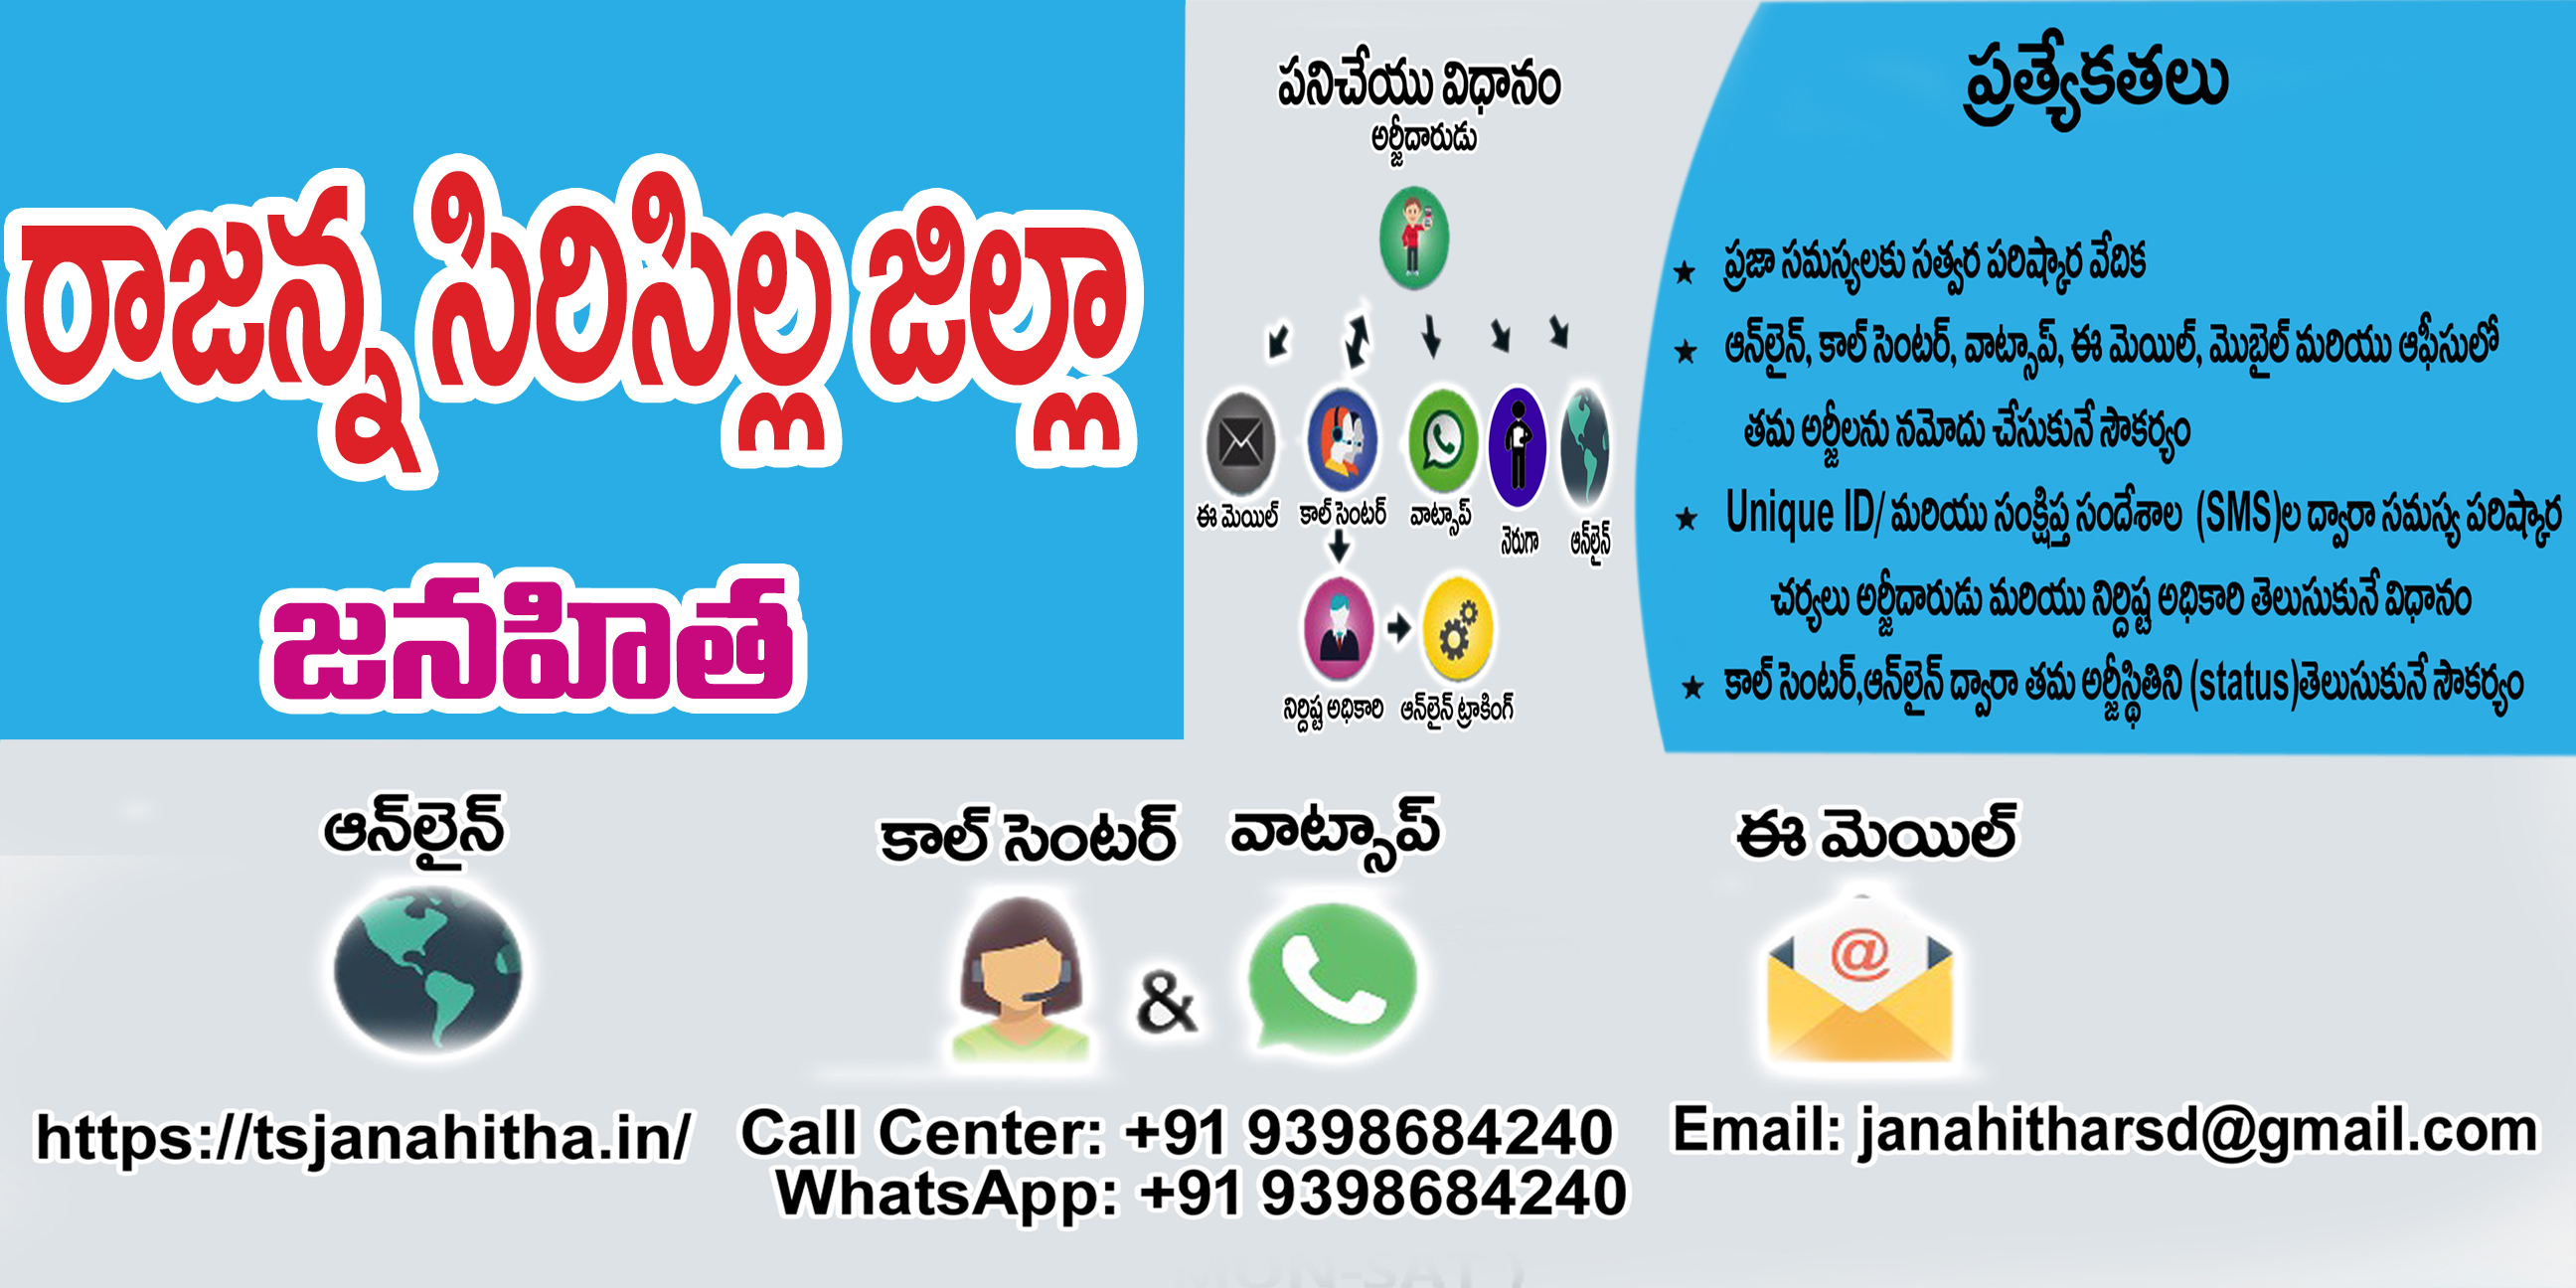 రాజన్న సిరిసిల్ల జిల్లా
జనహిత
పనిచేయు విధానం
అర్జీదారుడు
ఈ మెయిల్
కాల్ సెంటర్
వాట్సాప్
నెరుగా
ఆన్‌లైన్
నిర్దిష్ట అధికారి
ఆన్‌లైన్ ట్రాకింగ్
ప్రత్యేకతలు
★ ప్రజా సమస్యలకు సత్వర పరిష్కార వేదిక
★ ఆన్‌లైన్, కాల్ సెంటర్, వాట్సాప్, ఈ మెయిల్, మొబైల్ మరియు ఆఫీసులో
తమ అర్జీలను నమోదు చేసుకునే సౌకర్యం
★ Unique ID/ మరియు సంక్షిప్త సందేశాల (SMS)ల ద్వారా సమస్య పరిష్కార
చర్యలు అర్జీదారుడు మరియు నిర్దిష్ట అధికారి తెలుసుకునే విధానం
★ కాల్ సెంటర్,ఆన్‌లైన్ ద్వారా తమ అర్జీస్థితిని (status)తెలుసుకునే సౌకర్యం
ఆన్‌లైన్
కాల్ సెంటర్
వాట్సాప్
ఈ మెయిల్
&
@
https://tsjanahitha.in/
Call Center: +91 9398684240
WhatsApp: +91 9398684240
Email: janahitharsd@gmail.com